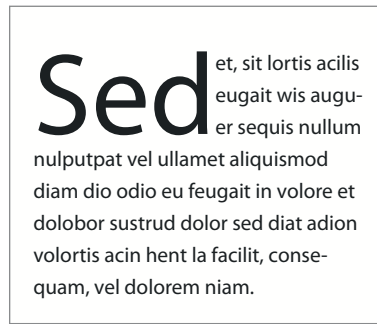 Sed et, sit lortis acilis
eugait wis augu-
er sequis nullum
nulputpat vel ullamet aliquismod
diam dio odio eu feugait in volore et
dolobor sustrud dolor sed diat adion
volortis acin hent la facilit, conse-
quam, vel dolorem niam.